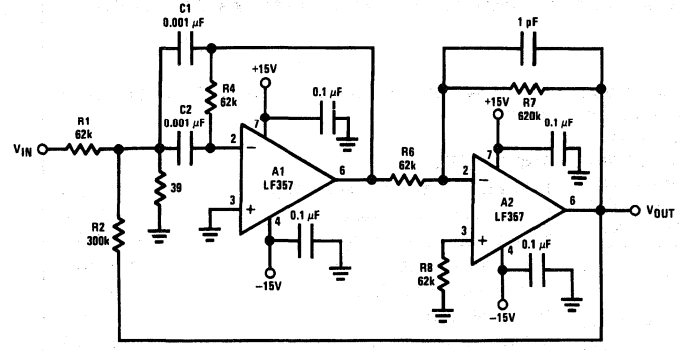 C1
0.001 µF
1 pF
R4
62k
+15V
0.1 µF
R7
620k
+15V
0.1 µF
C2
0.001 µF
R1
62k
VIN
7
2
−
A1
LF357
6
3
+
4
R6
62k
7
2
−
A2
LF357
6
VOUT
3
+
4
39
R2
300k
0.1 µF
−15V
R8
62k
0.1 µF
−15V